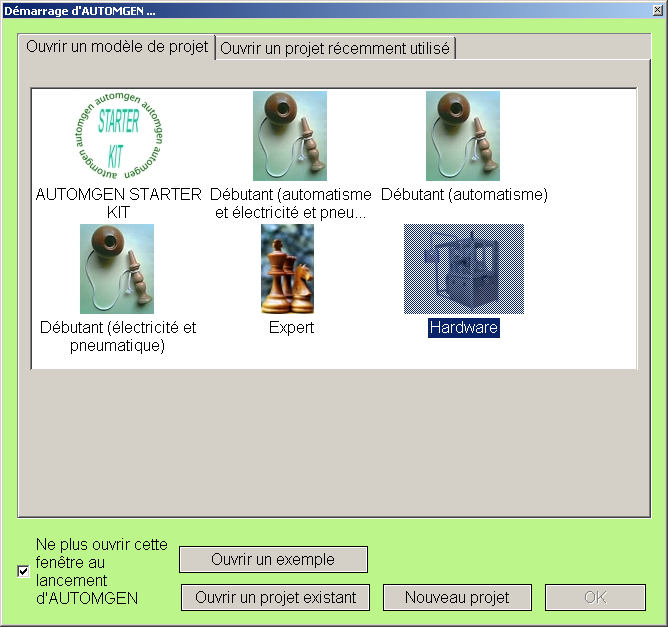 Démarrage d'AUTOMGEN ...
Ouvrir un modèle de projet
Ouvrir un projet récemment utilisé
automgen automgen automgen automgen
STARTER
KIT
AUTOMGEN STARTER
KIT
Débutant (automatisme
et électricité et pneu...
Débutant (automatisme)
Débutant (électricité et
pneumatique)
Expert
Hardware
Ne plus ouvrir cette
fenêtre au
lancement
d'AUTOMGEN
Ouvrir un exemple
Ouvrir un projet existant
Nouveau projet
OK